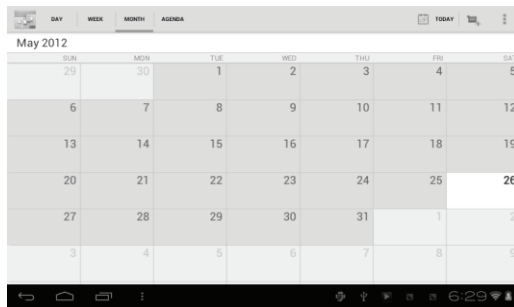 DAY WEEK MONTH AGENDA TODAY
May 2012
SUN MON TUE WED THU FRI SAT
29 30 1 2 3 4 5
6 7 8 9 10 11 12
13 14 15 16 17 18 19
20 21 22 23 24 25 26
27 28 29 30 31 1 2
3 4 5 6 7 8 9
6:29